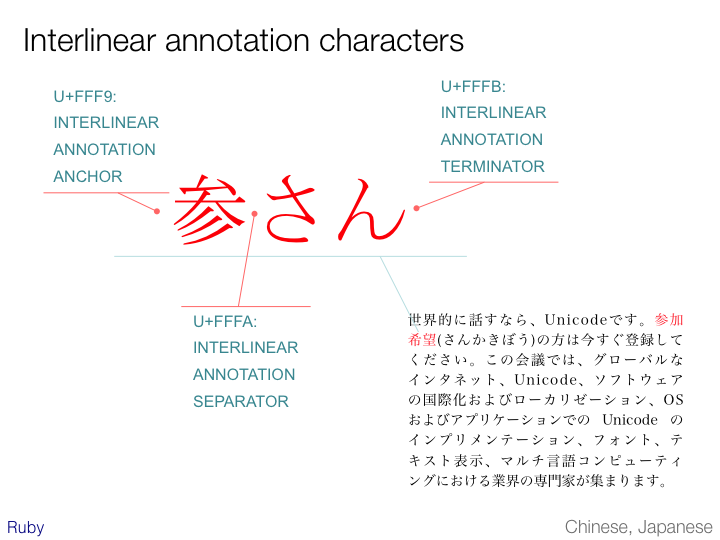 Interlinear annotation characters
U+FFF9:
INTERLINEAR
ANNOTATION
ANCHOR
U+FFFB:
INTERLINEAR
ANNOTATION
TERMINATOR
参さん
U+FFFA:
INTERLINEAR
ANNOTATION
SEPARATOR
世界的に話すなら、Unicodeです。参加
希望(さんかきぼう)の方は今すぐ登録して
ください。この会議では、グローバルな
インタネット、Unicode、ソフトウェア
の国際化およびローカリゼーション、OS
およびアプリケーションでの Unicode の
インプリメンテーション、フォント、テ
キスト表示、マルチ言語コンピューティ
ングにおける業界の専門家が集まります。
Ruby
Chinese, Japanese